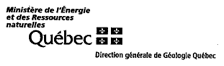 Ministère de l'Énergie
et des Ressources
naturelles
Québec
Direction générale de Géologie Québec